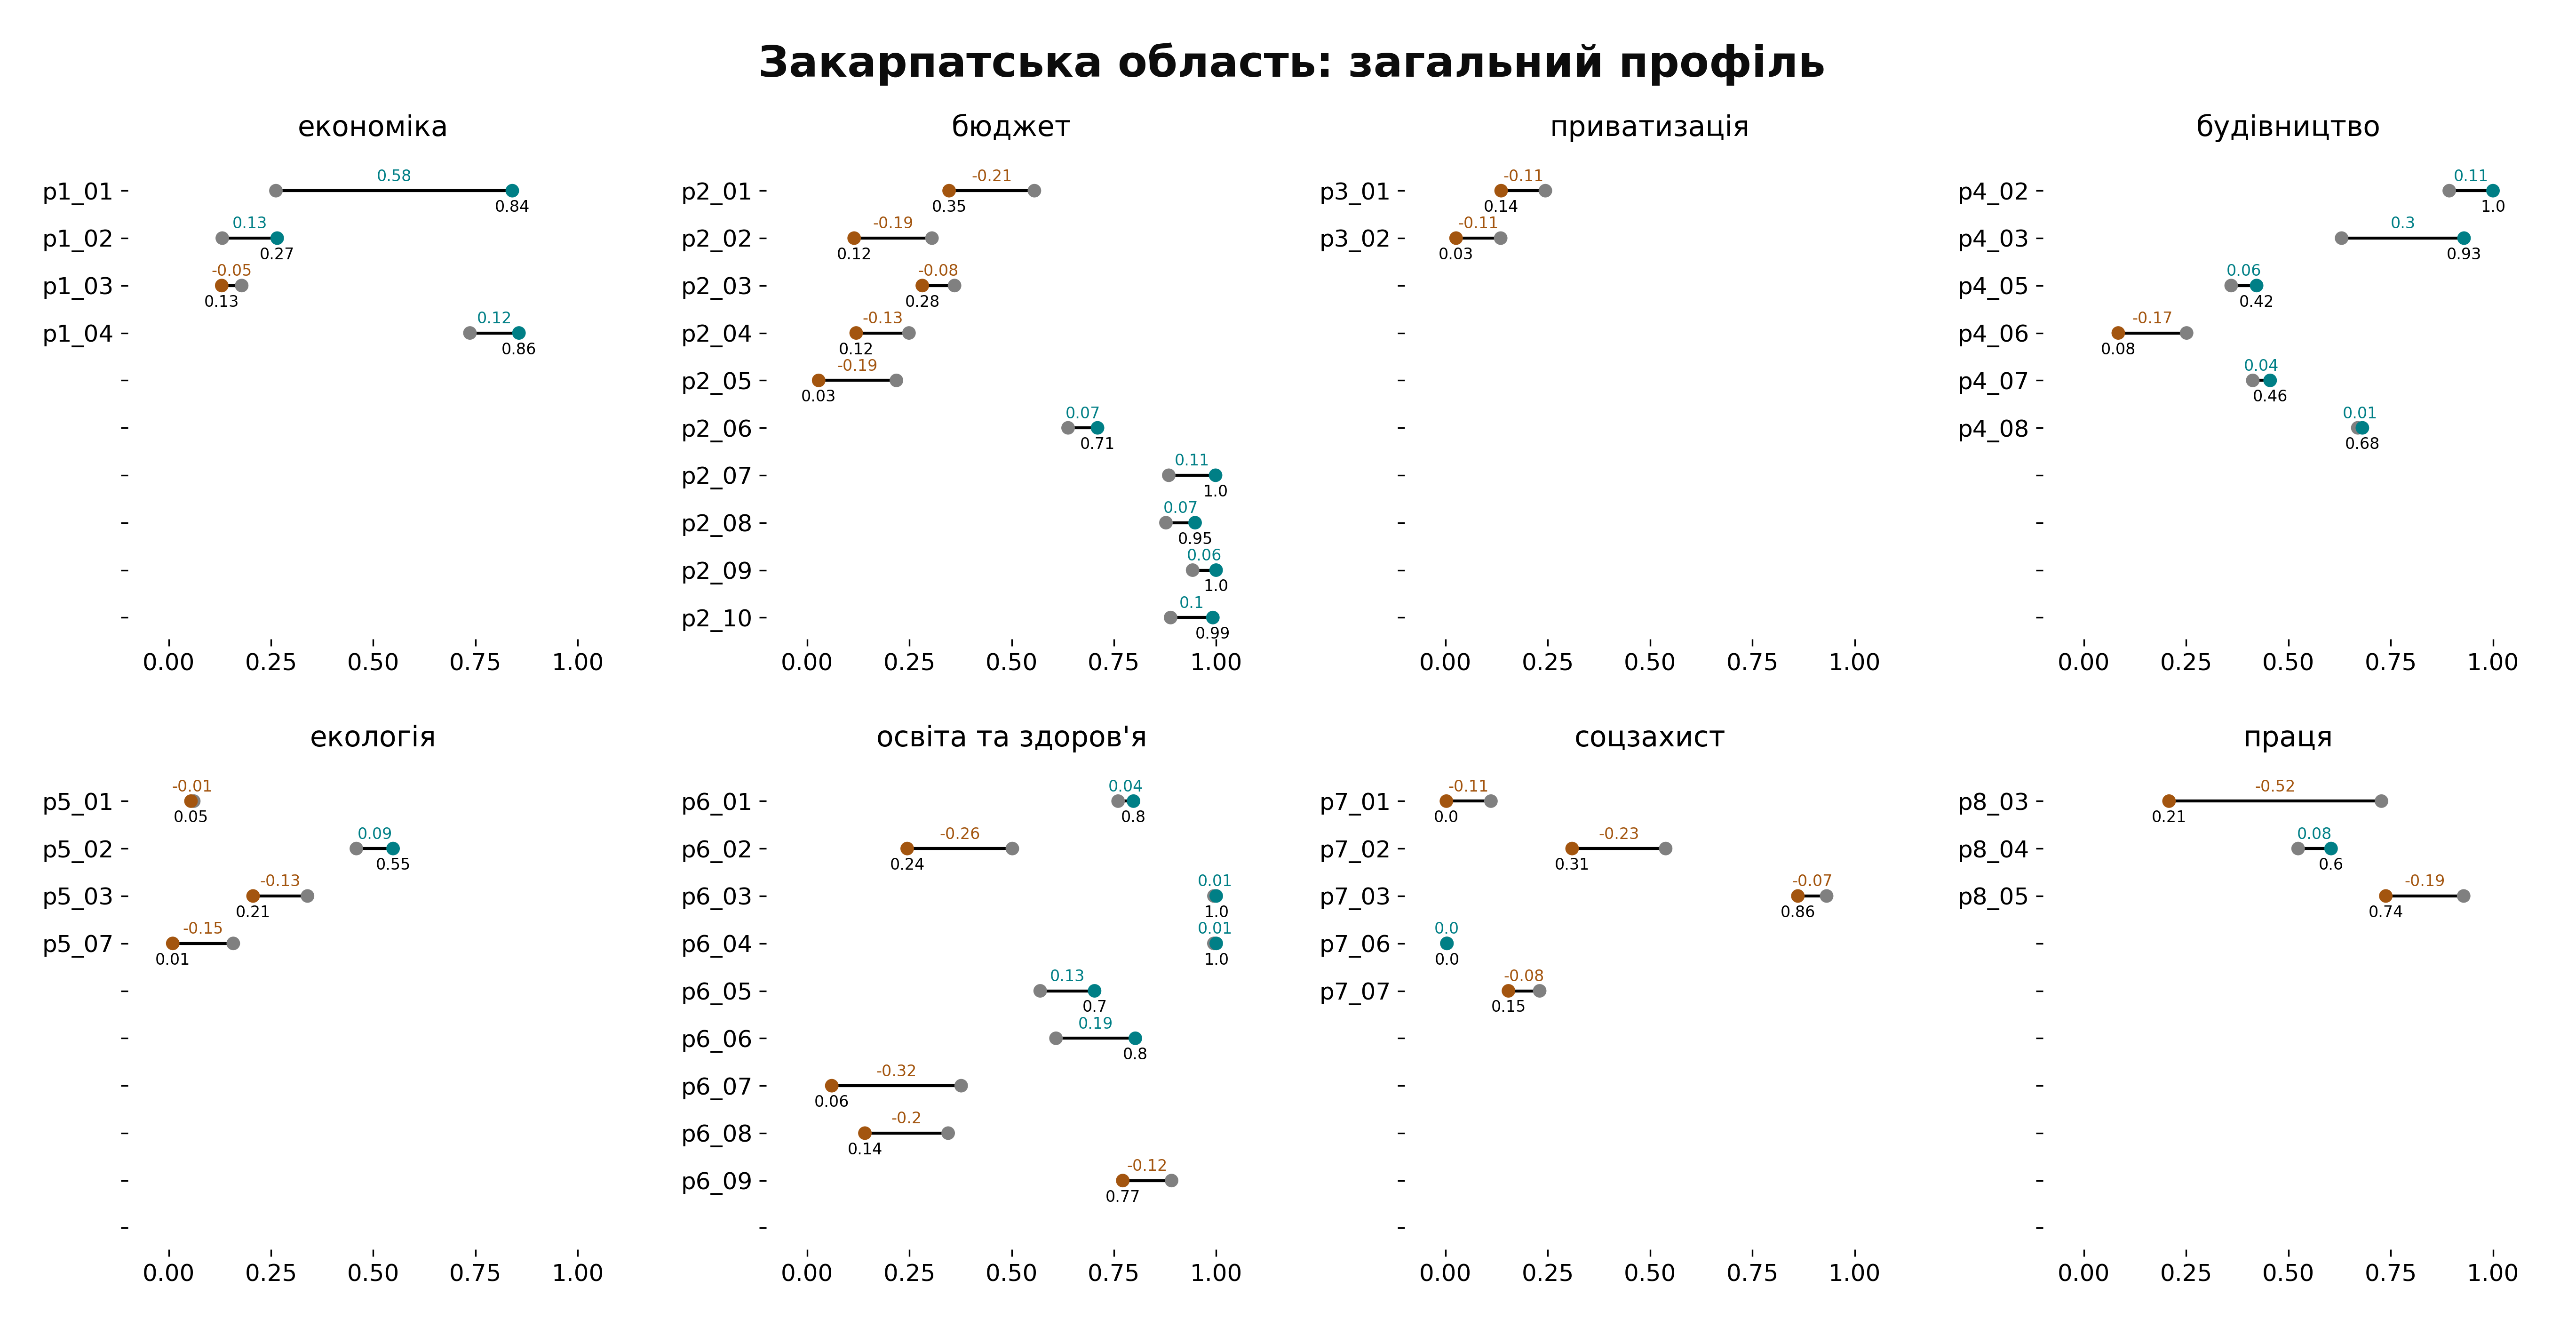 Закарпатська область: загальний профіль
економіка
p1_01
0.58
0.84
p1_02
0.13
0.27
p1_03
-0.05
0.13
p1_04
0.12
0.86
0.00 0.25 0.50 0.75 1.00
бюджет
p2_01
-0.21
0.35
p2_02
-0.19
0.12
p2_03
-0.08
0.28
p2_04
-0.13
0.12
p2_05
-0.19
0.03
p2_06
0.07
0.71
p2_07
0.11
1.0
p2_08
0.07
0.95
p2_09
0.06
1.0
p2_10
0.1
0.99
0.00 0.25 0.50 0.75 1.00
приватизація
p3_01
-0.11
0.14
p3_02
-0.11
0.03
0.00 0.25 0.50 0.75 1.00
будівництво
p4_02
0.11
1.0
p4_03
0.3
0.93
p4_05
0.06
0.42
p4_06
-0.17
0.08
p4_07
0.04
0.46
p4_08
0.01
0.68
0.00 0.25 0.50 0.75 1.00
екологія
p5_01
-0.01
0.05
p5_02
0.09
0.55
p5_03
-0.13
0.21
p5_07
-0.15
0.01
0.00 0.25 0.50 0.75 1.00
освіта та здоров'я
p6_01
0.04
0.8
p6_02
-0.26
0.24
p6_03
0.01
1.0
p6_04
0.01
1.0
p6_05
0.13
0.7
p6_06
0.19
0.8
p6_07
-0.32
0.06
p6_08
-0.2
0.14
p6_09
-0.12
0.77
0.00 0.25 0.50 0.75 1.00
соцзахист
p7_01
-0.11
0.0
p7_02
-0.23
0.31
p7_03
-0.07
0.86
p7_06
0.0
0.0
p7_07
-0.08
0.15
0.00 0.25 0.50 0.75 1.00
праця
p8_03
-0.52
0.21
p8_04
0.08
0.6
p8_05
-0.19
0.74
0.00 0.25 0.50 0.75 1.00